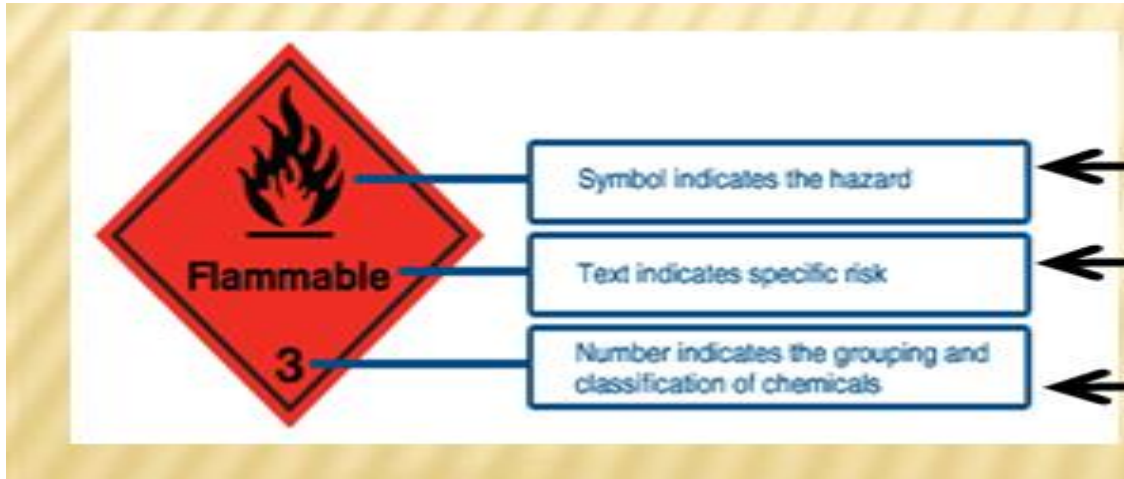 Symbol indicates the hazard
Flammable
Text indicates specific risk
3
Number indicates the grouping and
classification of chemicals